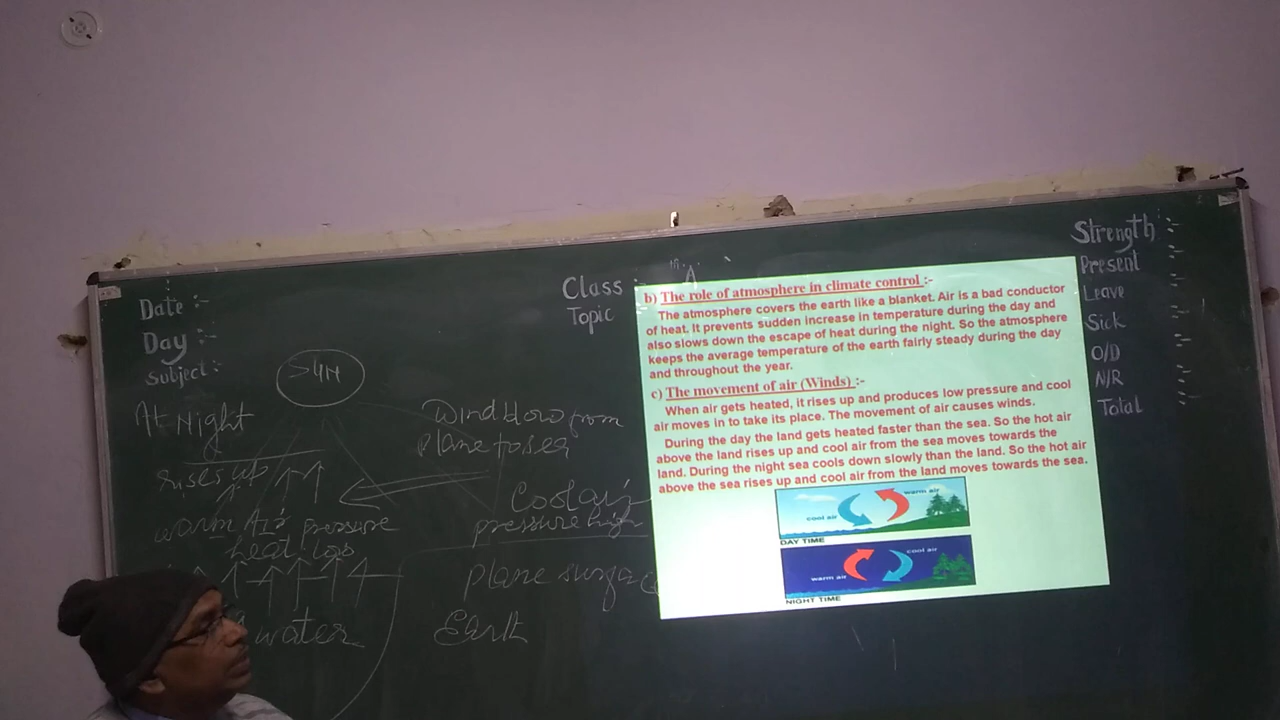 Date :-
Day :-
Subject :-
Class :-
Topic
th
A
Strength :-
Present
Leave
Sick
O/D
N/R
Total
At Night
rises up
warm Air pressure
heat loss
water
Wind blow from
plane to sea
Cool air
pressure high
plane
Earth
b) The role of atmosphere in climate control :-
The atmosphere covers the earth like a blanket. Air is a bad conductor
of heat. It prevents sudden increase in temperature during the day and
also slows down the escape of heat during the night. So the atmosphere
keeps the average temperature of the earth fairly steady during the day
and throughout the year.
c) The movement of air (Winds) :-
When air gets heated, it rises up and produces low pressure and cool
air moves in to take its place. The movement of air causes winds.
During the day the land gets heated faster than the sea. So the hot air
above the land rises up and cool air from the sea moves towards the
land. During the night sea cools down slowly than the land. So the hot air
above the sea rises up and cool air from the land moves towards the sea.
warm air
cool air
DAY TIME
cool air
warm air
NIGHT TIME